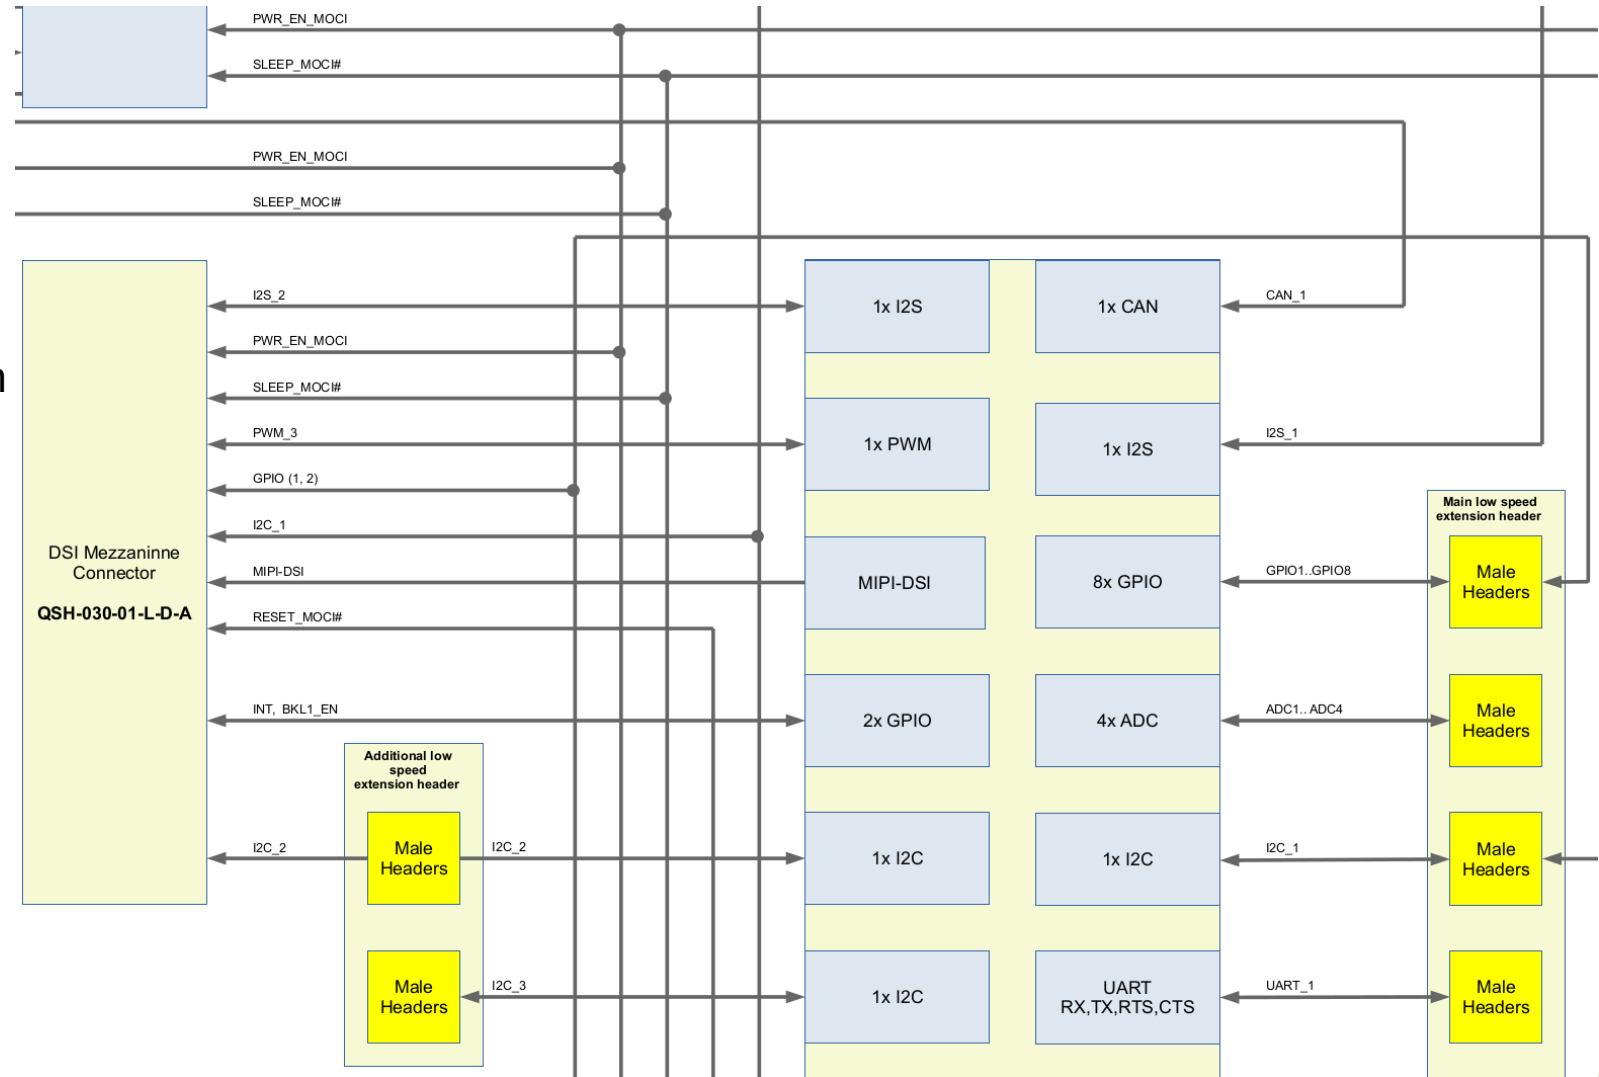 PWR_EN_MOCI
SLEEP_MOCI#
PWR_EN_MOCI
SLEEP_MOCI#
I2S_2
1x I2S
1x CAN
CAN_1
PWR_EN_MOCI
n
SLEEP_MOCI#
PWM_3
1x PWM
1x I2S
I2S_1
GPIO (1, 2)
Main low speed
extension header
I2C_1
DSI Mezzaninne
Connector
QSH-030-01-L-D-A
MIPI-DSI
MIPI-DSI
8x GPIO
GPIO1..GPIO8
Male
Headers
RESET_MOCI#
INT, BKL1_EN
2x GPIO
4x ADC
ADC1.. ADC4
Male
Headers
Additional low
speed
extension header
I2C_2
Male
Headers
I2C_2
1x I2C
1x I2C
I2C_1
Male
Headers
Male
Headers
I2C_3
1x I2C
UART
RX,TX,RTS,CTS
UART_1
Male
Headers